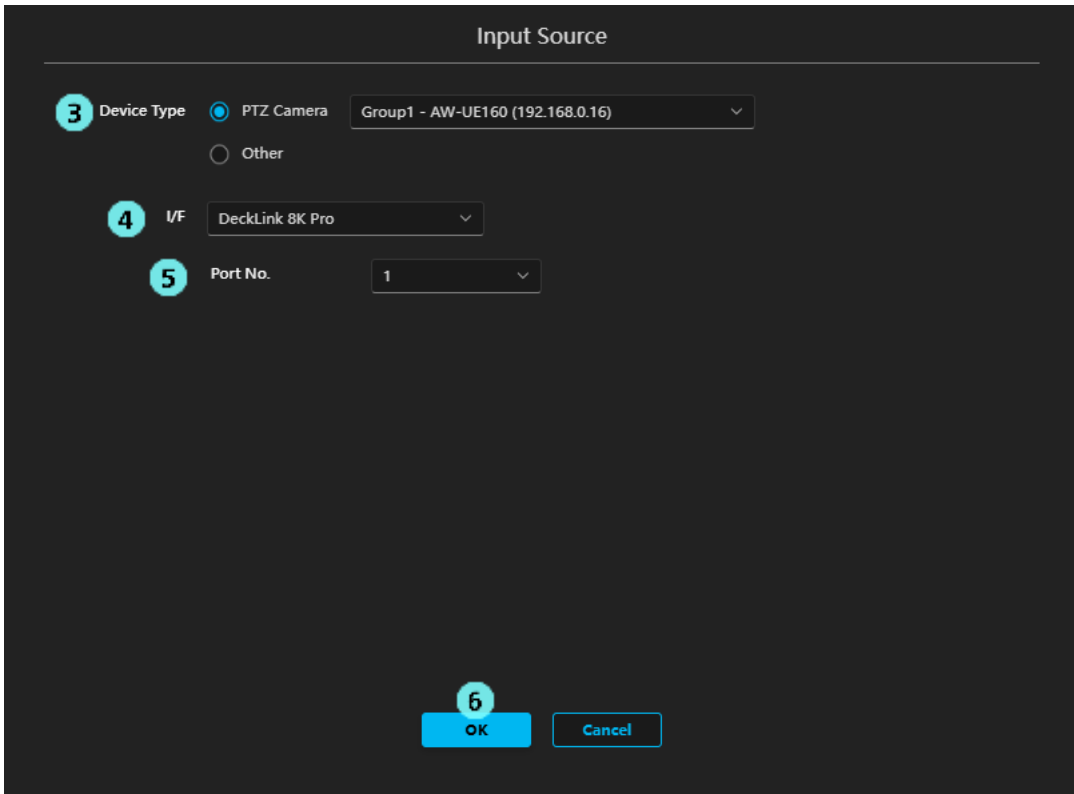 Input Source
3 Device Type PTZ Camera Group1 - AW-UE160 (192.168.0.16)
Other
4 I/F DeckLink 8K Pro
5 Port No. 1
6
OK Cancel